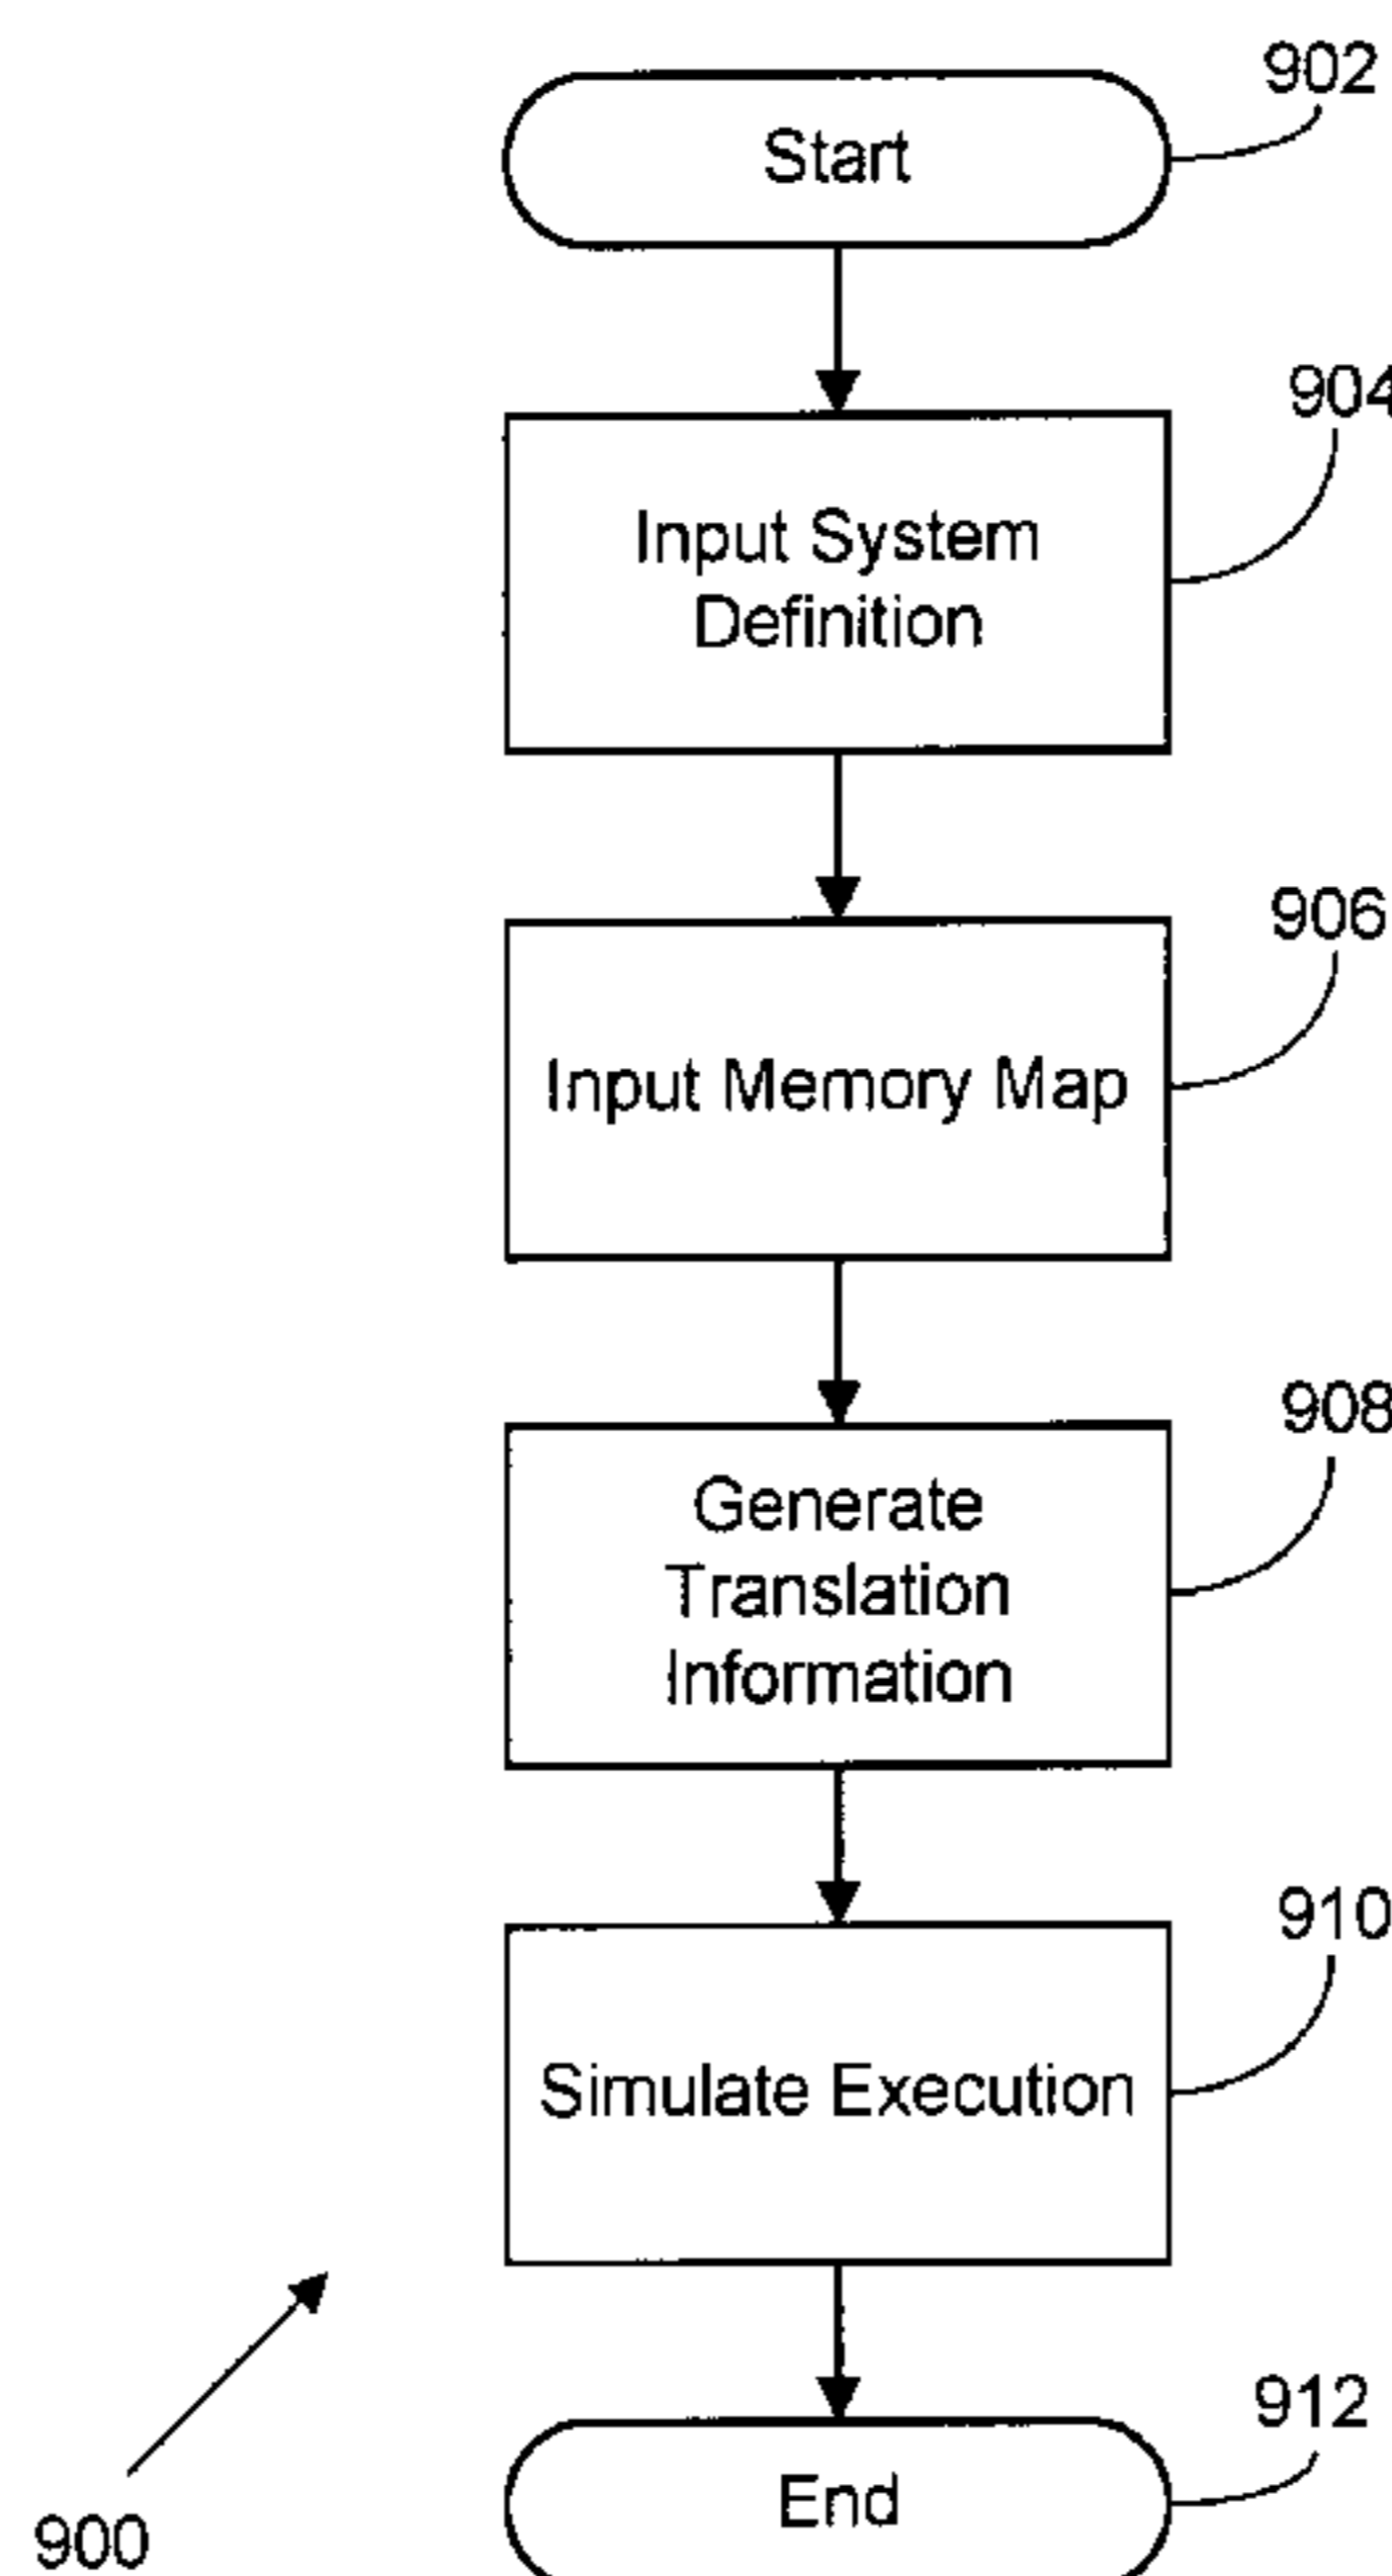 902
Start
904
Input System
Definition
906
Input Memory Map
908
Generate
Translation
Information
910
Simulate Execution
912
End
900